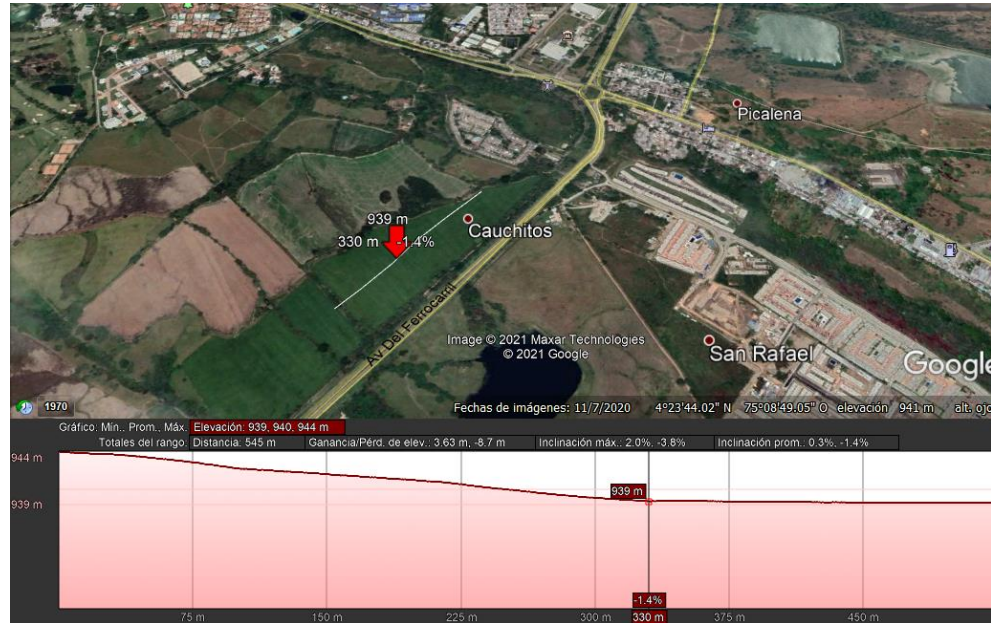 Picalena
939 m
330 m -1.4%
Cauchitos
Av Del Ferrocarril
Image © 2021 Maxar Technologies
© 2021 Google
San Rafael
Google
1970
Fechas de imágenes: 11/7/2020 4°23'44.02" N 75°08'49.05" O elevación 941 m alt. ojo
Gráfico: Mín., Prom., Máx. Elevación: 939, 940, 944 m
Totales del rango: Distancia: 545 m Ganancia/Pérd. de elev.: 3.63 m, -8.7 m Inclinación máx.: 2.0%, -3.8% Inclinación prom.: 0.3%, -1.4%
944 m
939 m
939 m
-1.4%
75 m 150 m 225 m 300 m 330 m 375 m 450 m